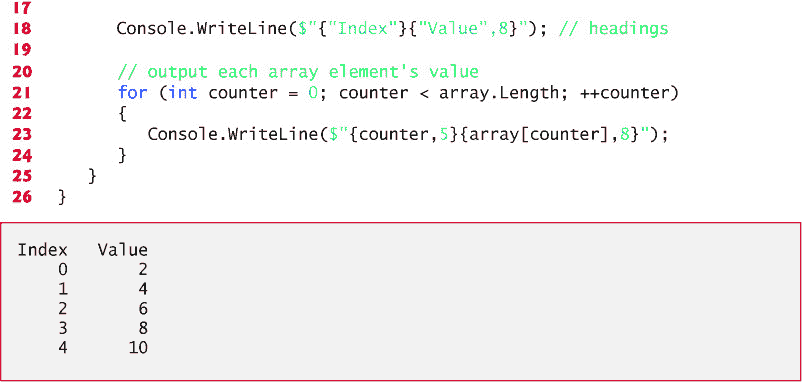 17
18 Console.WriteLine($"{"Index"}{"Value",8}"); // headings
19
20 // output each array element's value
21 for (int counter = 0; counter < array.Length; ++counter)
22 {
23 Console.WriteLine($"{counter,5}{array[counter],8}");
24 }
25 }
26 }
Index Value
0 2
1 4
2 6
3 8
4 10